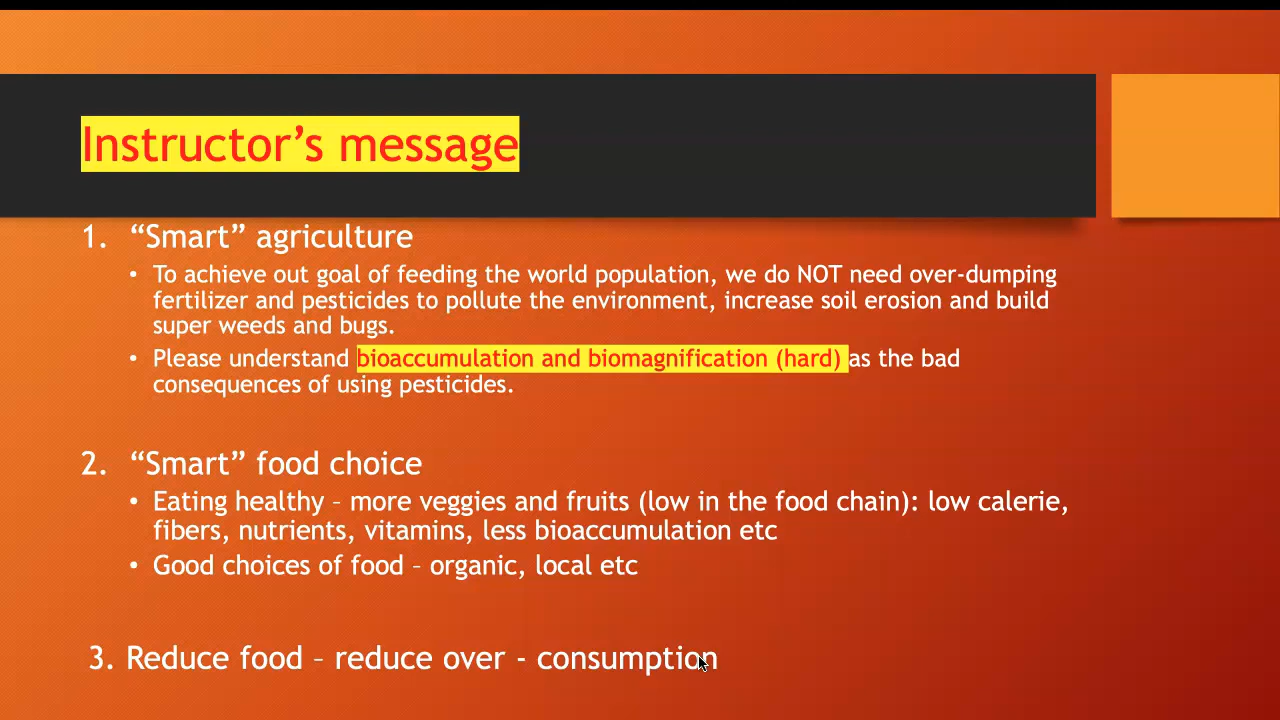 Instructor’s message
1. “Smart” agriculture
• To achieve out goal of feeding the world population, we do NOT need over-dumping
fertilizer and pesticides to pollute the environment, increase soil erosion and build
super weeds and bugs.
• Please understand bioaccumulation and biomagnification (hard) as the bad
consequences of using pesticides.
2. “Smart” food choice
• Eating healthy – more veggies and fruits (low in the food chain): low calerie,
fibers, nutrients, vitamins, less bioaccumulation etc
• Good choices of food – organic, local etc
3. Reduce food – reduce over - consumption